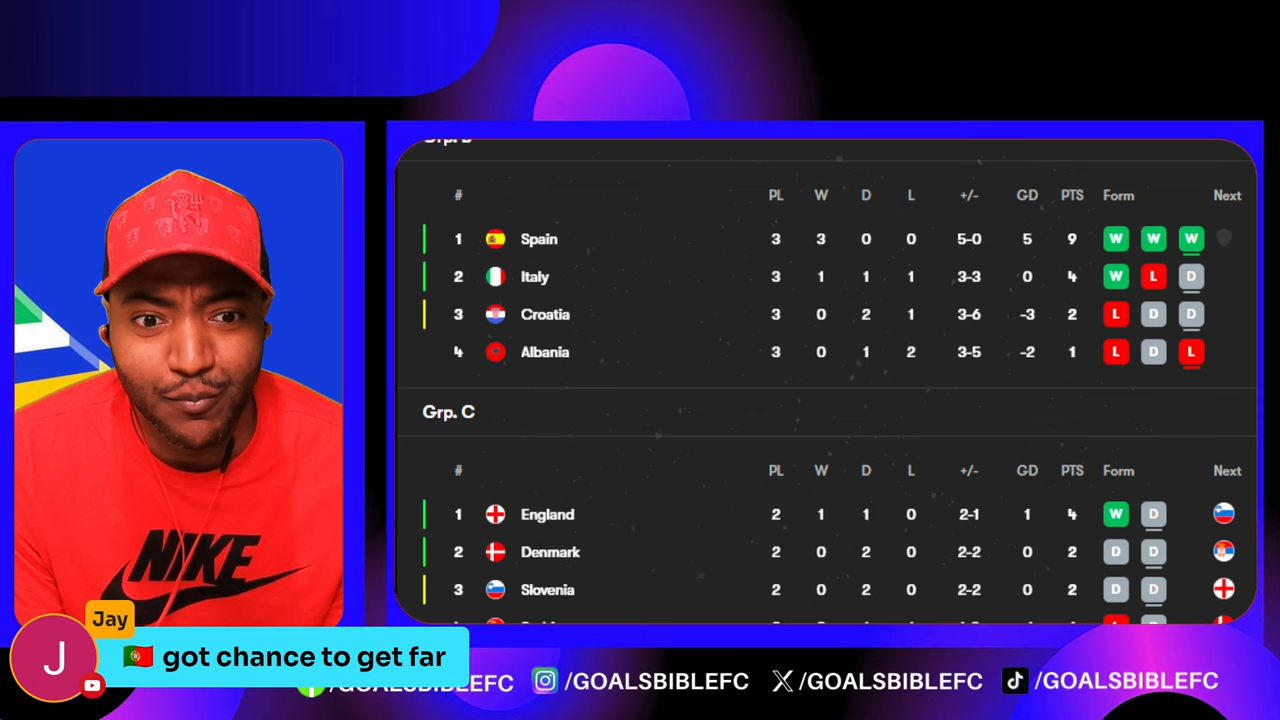 # PL W D L +/- GD PTS Form Next
1 Spain 3 3 0 0 5-0 5 9 W W W
2 Italy 3 1 1 1 3-3 0 4 W L D
3 Croatia 3 0 2 1 3-6 -3 2 L D D
4 Albania 3 0 1 2 3-5 -2 1 L D L
Grp. C
# PL W D L +/- GD PTS Form Next
1 England 2 1 1 0 2-1 1 4 W D
2 Denmark 2 0 2 0 2-2 0 2 D D
3 Slovenia 2 0 2 0 2-2 0 2 D D
NIKE
Jay
J got chance to get far
/GOALSBIBLEFC /GOALSBIBLEFC /GOALSBIBLEFC /GOALSBIBLEFC